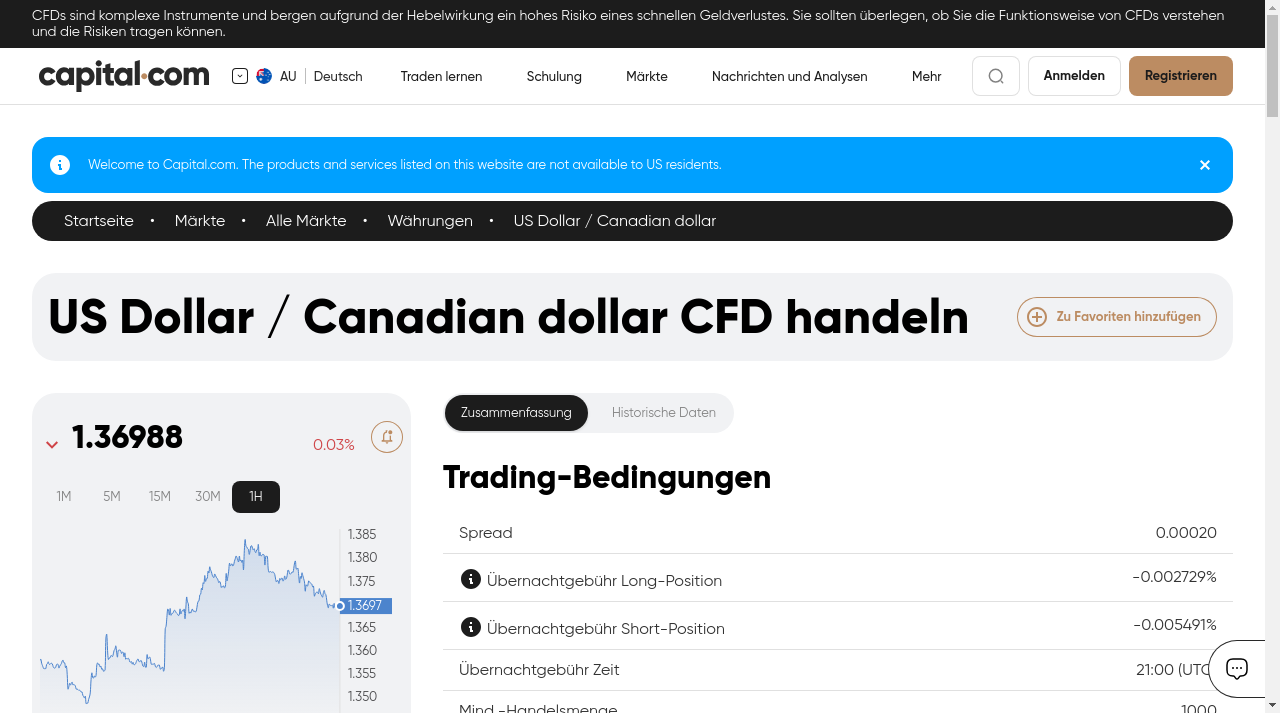 CFDs sind komplexe Instrumente und bergen aufgrund der Hebelwirkung ein hohes Risiko eines schnellen Geldverlustes. Sie sollten überlegen, ob Sie die Funktionsweise von CFDs verstehen
und die Risiken tragen können.
capital.com
AU
Deutsch
Traden lernen
Schulung
Märkte
Nachrichten und Analysen
Mehr
Anmelden
Registrieren
Welcome to Capital.com. The products and services listed on this website are not available to US residents.
Startseite • Märkte • Alle Märkte • Währungen • US Dollar / Canadian dollar
US Dollar / Canadian dollar CFD handeln
Zu Favoriten hinzufügen
1.36988
0.03%
1M 5M 15M 30M 1H
1.385
1.380
1.375
1.3697
1.365
1.360
1.355
1.350
Zusammenfassung
Historische Daten
Trading-Bedingungen
Spread 0.00020
Übernachtgebühr Long-Position -0.002729%
Übernachtgebühr Short-Position -0.005491%
Übernachtgebühr Zeit 21:00 (UTC
Mind.-Handelsmenge 1000